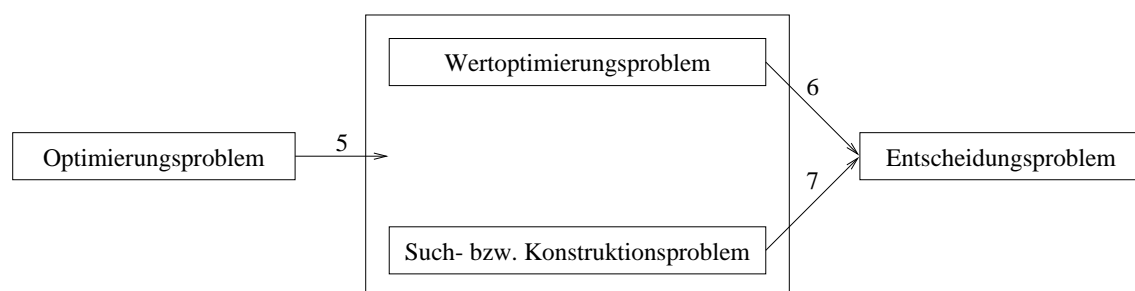 Wertoptimierungsproblem
6
Optimierungsproblem
5
Entscheidungsproblem
7
Such- bzw. Konstruktionsproblem